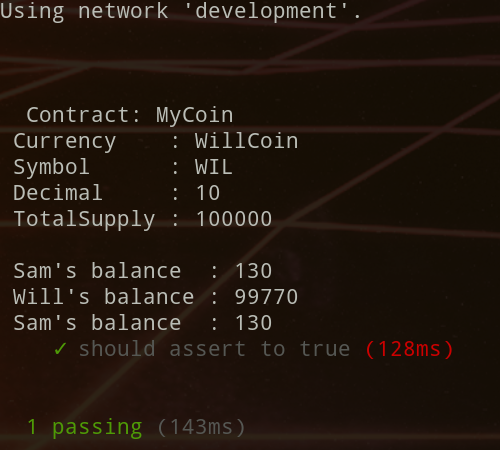 Using network 'development'.
Contract: MyCoin
Currency    : WillCoin
Symbol      : WIL
Decimal     : 10
TotalSupply : 100000
Sam's balance  : 130
Will's balance : 99770
Sam's balance  : 130
✓ should assert to true (128ms)
1 passing (143ms)